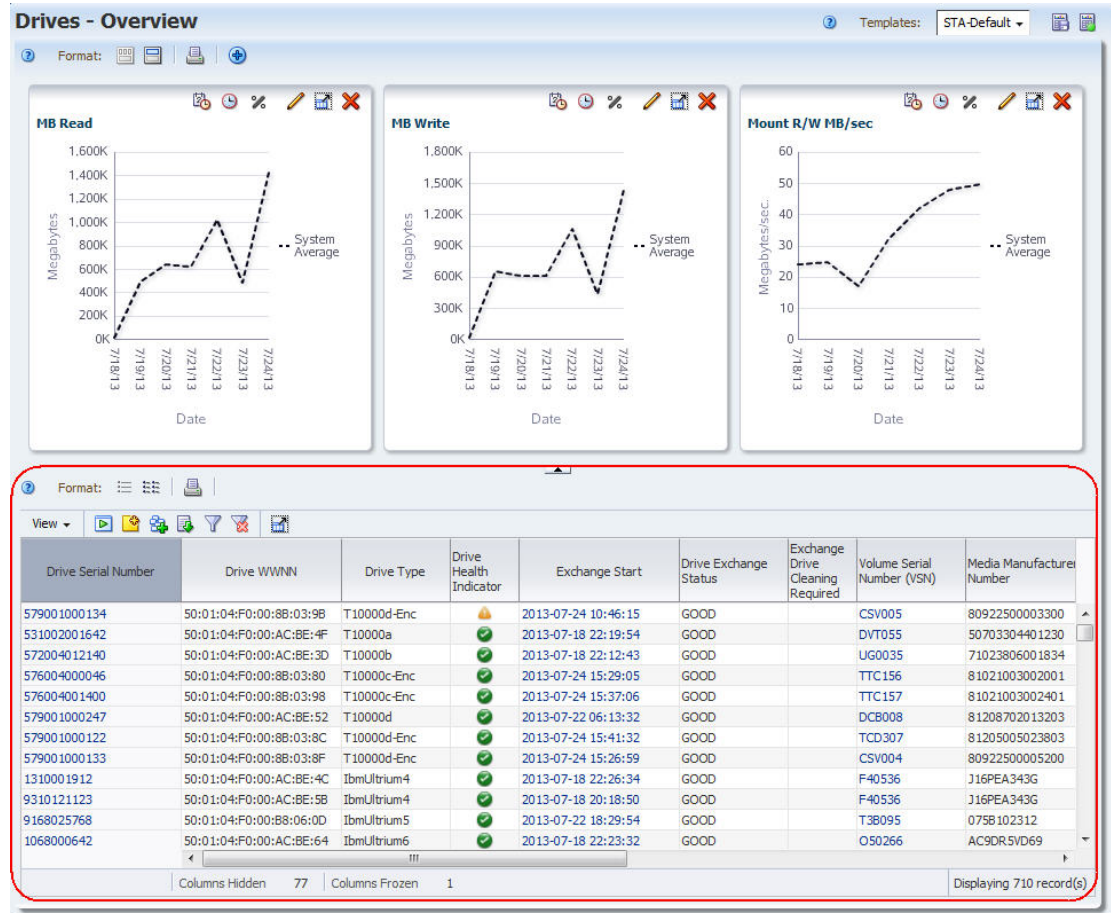 Drives - Overview
Templates: STA-Default
Format:
MB Read
1,600K
1,400K
1,200K
1,000K
800K
600K
400K
200K
0K
Megabytes
7/18/13 7/19/13 7/20/13 7/21/13 7/22/13 7/23/13 7/24/13
Date
System
Average
MB Write
1,800K
1,500K
1,200K
900K
600K
300K
0K
Megabytes
7/18/13 7/19/13 7/20/13 7/21/13 7/22/13 7/23/13 7/24/13
Date
System
Average
Mount R/W MB/sec
60
50
40
30
20
10
0
Megabytes/sec.
7/18/13 7/19/13 7/20/13 7/21/13 7/22/13 7/23/13 7/24/13
Date
System
Average
Format:
View
Drive Serial Number Drive WWNN Drive Type Drive Health Indicator Exchange Start Drive Exchange Status Exchange Drive Cleaning Required Volume Serial Number (VSN) Media Manufacturer Number
579001000134 50:01:04:F0:00:8B:03:9B T10000d-Enc 2013-07-24 10:46:15 GOOD CSV005 80922500003300
531002001642 50:01:04:F0:00:AC:BE:4F T10000a 2013-07-18 22:19:54 GOOD DVT055 50703304401230
572004012140 50:01:04:F0:00:AC:BE:3D T10000b 2013-07-18 22:12:43 GOOD UG0035 71023806001834
576004000046 50:01:04:F0:00:8B:03:80 T10000c-Enc 2013-07-24 15:29:05 GOOD TTC156 81021003002001
576004001400 50:01:04:F0:00:8B:03:98 T10000c-Enc 2013-07-24 15:37:06 GOOD TTC157 81021003002401
579001000247 50:01:04:F0:00:AC:BE:52 T10000d 2013-07-22 06:13:32 GOOD DCB008 81208702013203
579001000122 50:01:04:F0:00:8B:03:8C T10000d-Enc 2013-07-24 15:41:32 GOOD TCD307 81205005023803
579001000133 50:01:04:F0:00:8B:03:8F T10000d-Enc 2013-07-24 15:26:59 GOOD CSV004 80922500005200
1310001912 50:01:04:F0:00:AC:BE:4C IbmUltrium4 2013-07-18 22:26:34 GOOD F40536 J16PEA343G
9310121123 50:01:04:F0:00:AC:BE:5B IbmUltrium4 2013-07-18 20:18:50 GOOD F40536 J16PEA343G
9168025768 50:01:04:F0:00:B8:06:0D IbmUltrium5 2013-07-22 18:29:54 GOOD T3B095 075B102312
1068000642 50:01:04:F0:00:AC:BE:64 IbmUltrium6 2013-07-18 22:23:32 GOOD O50266 AC9DR5VD69
Columns Hidden 77 Columns Frozen 1 Displaying 710 record(s)